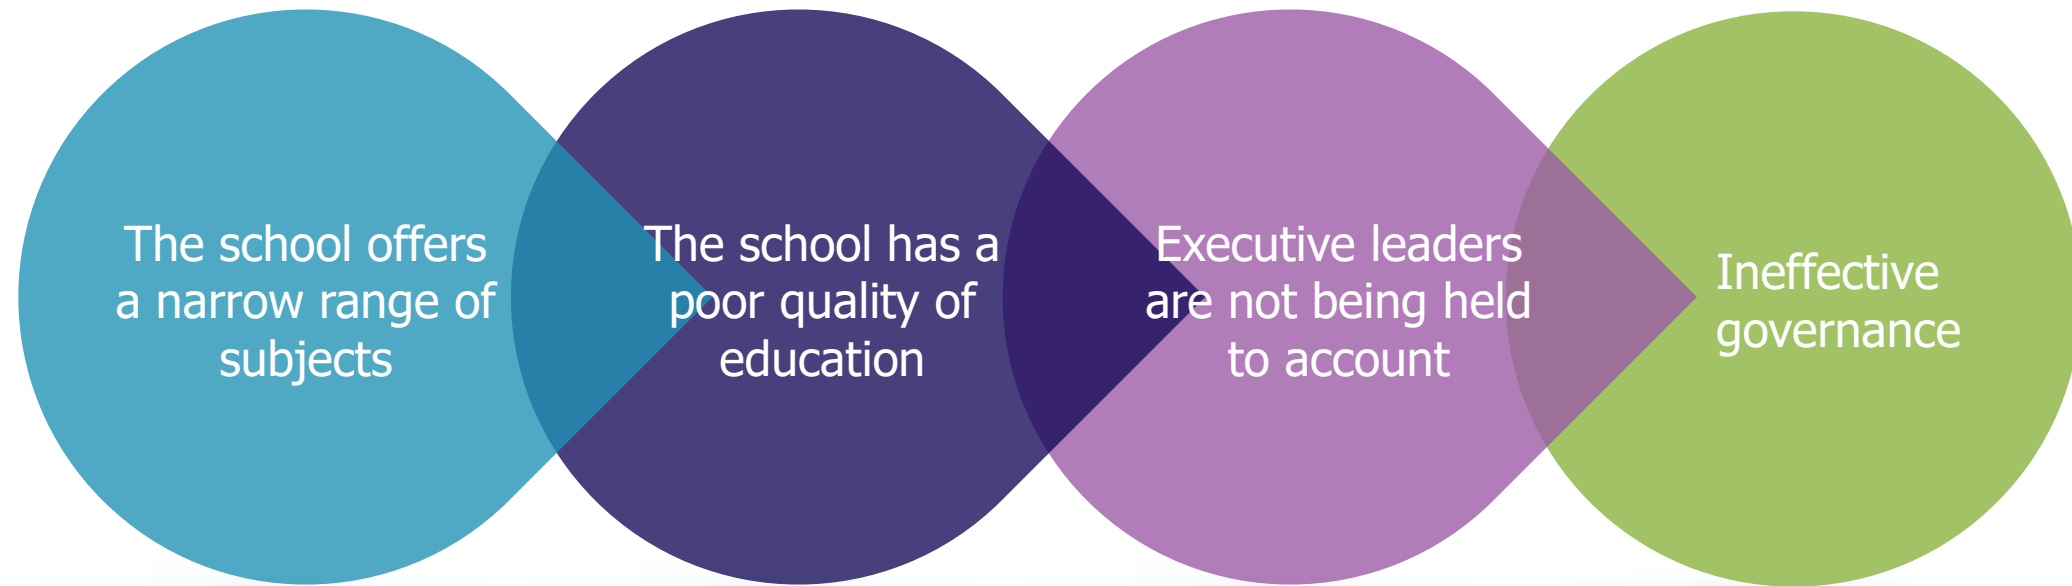 The school offers
a narrow range of
subjects
The school has a
poor quality of
education
Executive leaders
are not being held
to account
Ineffective
governance